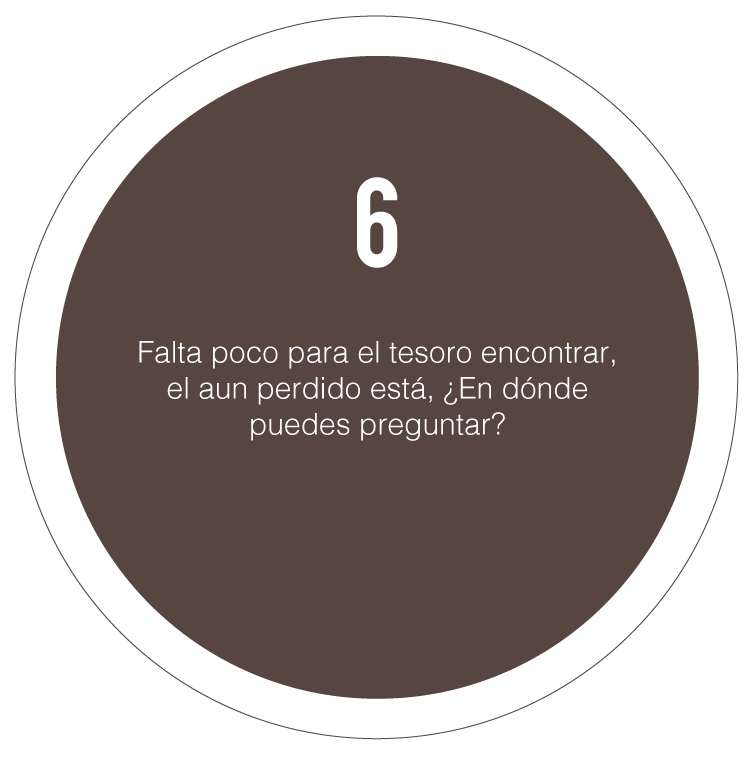 6
Falta poco para el tesoro encontrar,
el aun perdido está, ¿En dónde
puedes preguntar?